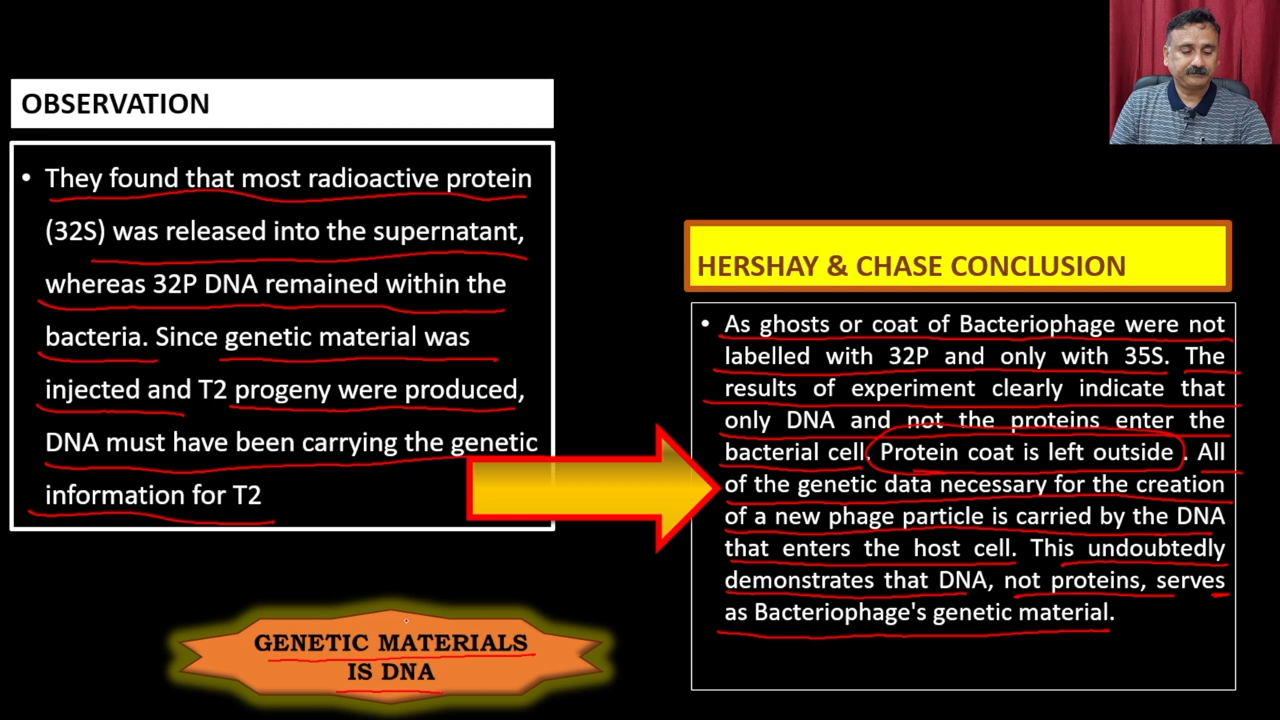 OBSERVATION
• They found that most radioactive protein
(32S) was released into the supernatant,
whereas 32P DNA remained within the
bacteria. Since genetic material was
injected and T2 progeny were produced,
DNA must have been carrying the genetic
information for T2
HERSHAY & CHASE CONCLUSION
• As ghosts or coat of Bacteriophage were not
labelled with 32P and only with 35S. The
results of experiment clearly indicate that
only DNA and not the proteins enter the
bacterial cell. Protein coat is left outside . All
of the genetic data necessary for the creation
of a new phage particle is carried by the DNA
that enters the host cell. This undoubtedly
demonstrates that DNA, not proteins, serves
as Bacteriophage's genetic material.
GENETIC MATERIALS
IS DNA